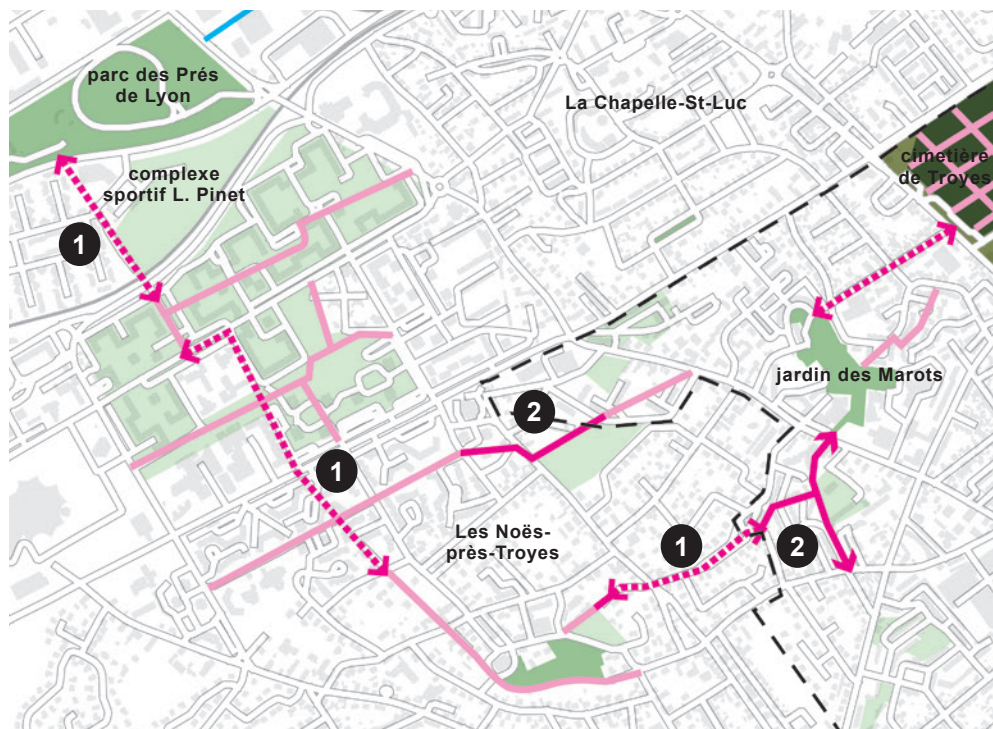 parc des Prés
de Lyon
La Chapelle-St-Luc
cimetière
de Troyes
complexe
sportif L. Pinet
1
jardin des Marots
2
1
Les Noës-
près-Troyes
1
2